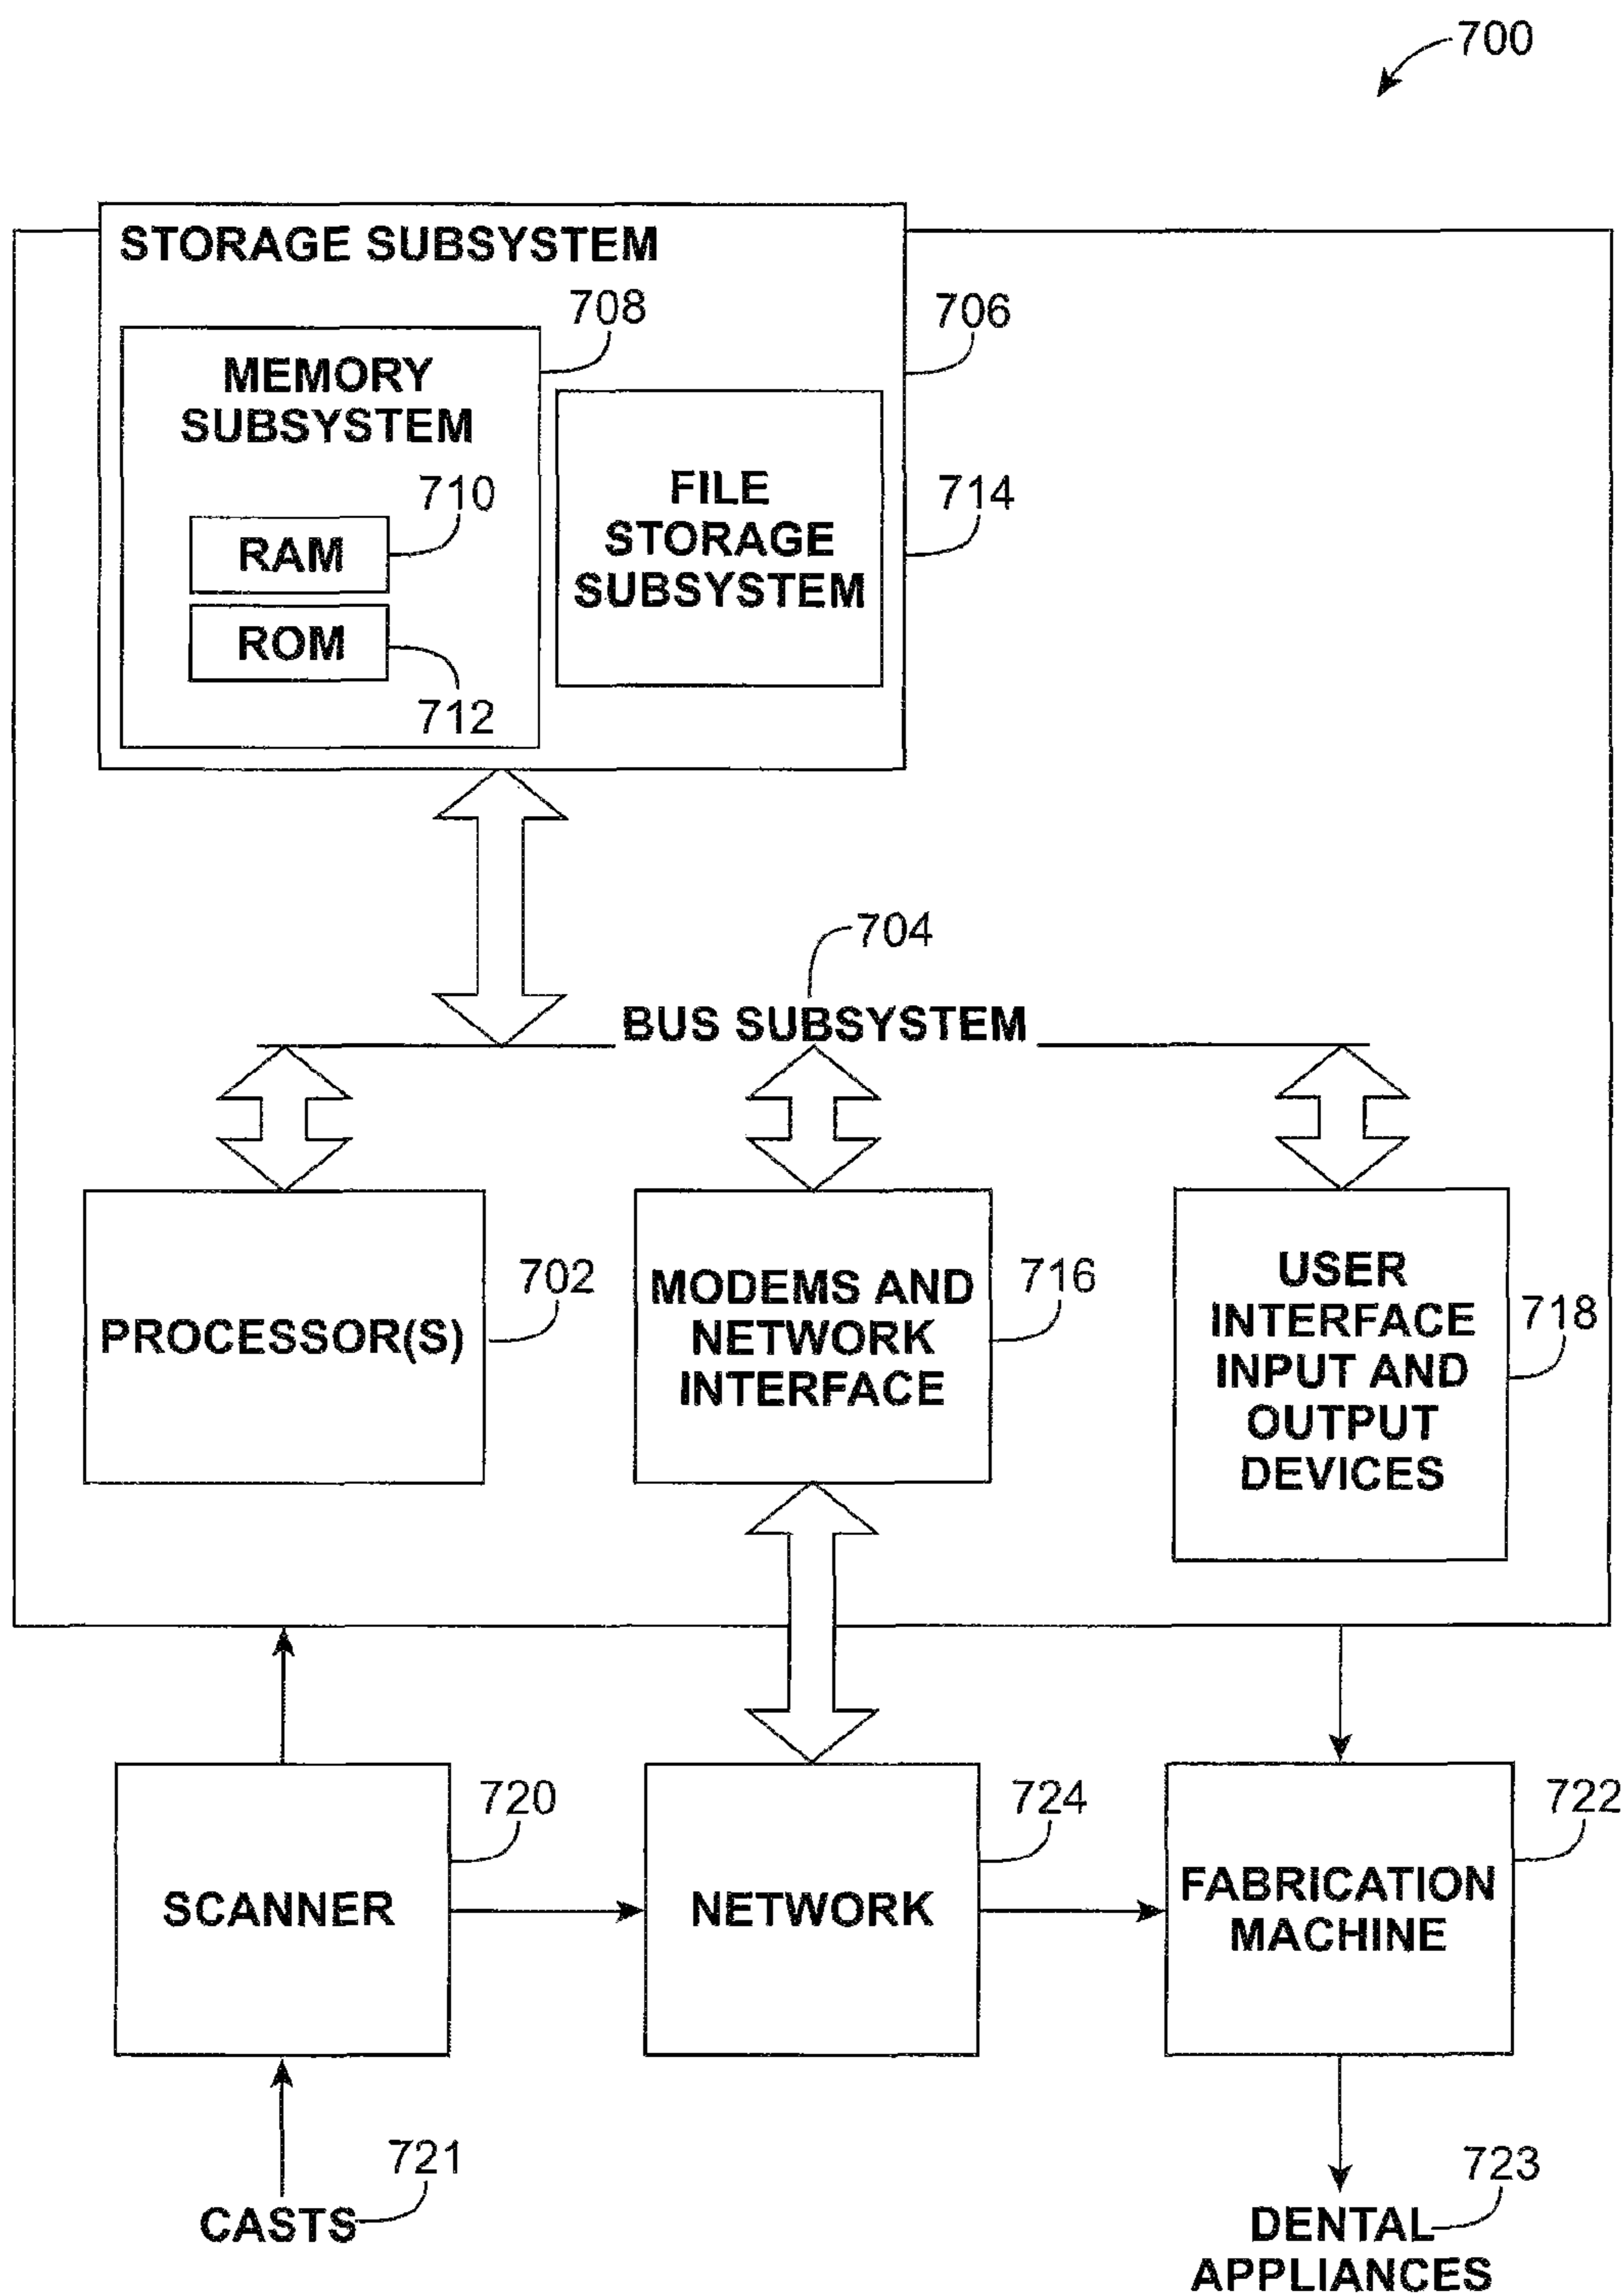 700
STORAGE SUBSYSTEM
708
706
MEMORY
SUBSYSTEM
710
RAM
ROM
712
FILE
STORAGE
SUBSYSTEM
714
704
BUS SUBSYSTEM
PROCESSOR(S)
702
MODEMS AND
NETWORK
INTERFACE
716
USER
INTERFACE
INPUT AND
OUTPUT
DEVICES
718
SCANNER
720
NETWORK
724
FABRICATION
MACHINE
722
CASTS
721
DENTAL
APPLIANCES
723